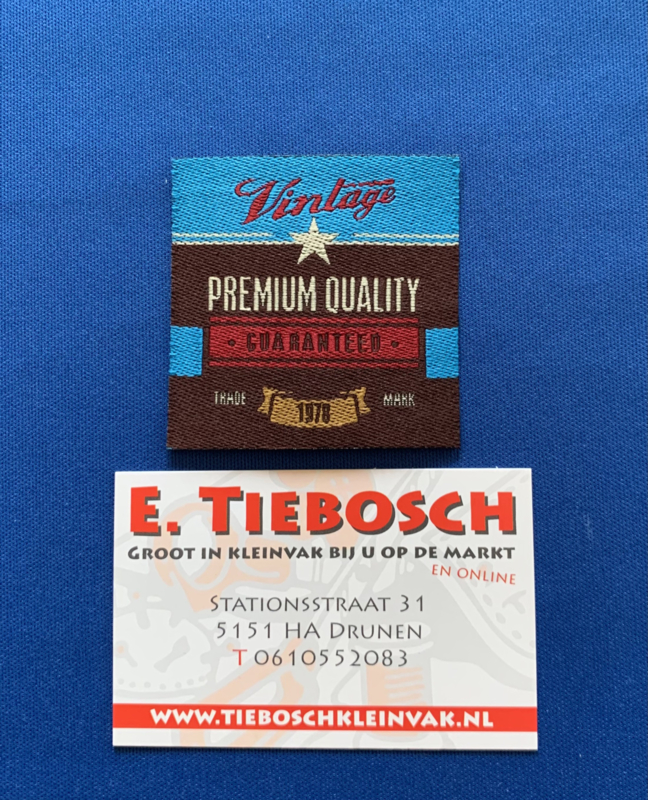 Vintage
PREMIUM QUALITY
· GUARANTEED ·
TRADE 1978 MARK
E. TIEBOSCH
GROOT IN KLEINVAK BIJ U OP DE MARKT
EN ONLINE
STATIONSSTRAAT 31
5151 HA DRUNEN
T 0610552083
WWW.TIEBOSCHKLEINVAK.NL